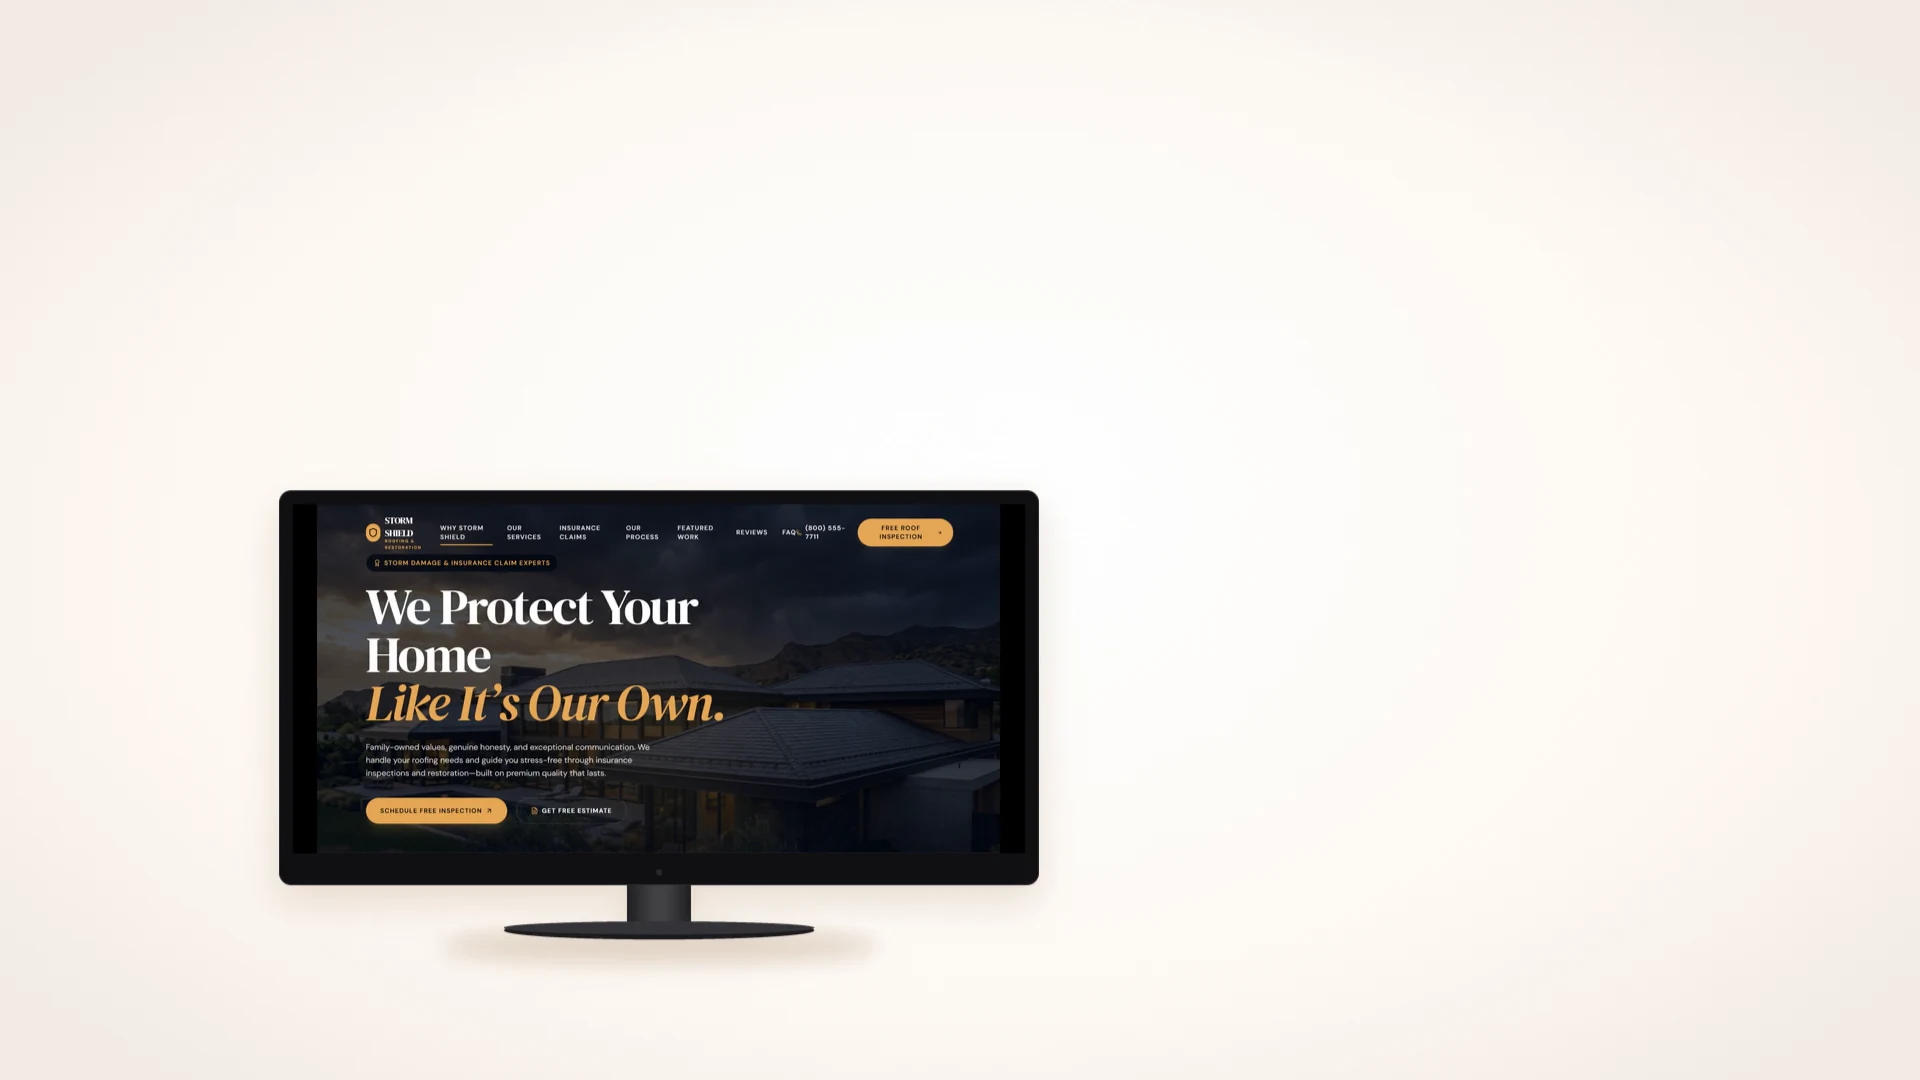 STORM
SHIELD
ROOFING &
RESTORATION
WHY STORM
SHIELD
OUR
SERVICES
INSURANCE
CLAIMS
OUR
PROCESS
FEATURED
WORK
REVIEWS
FAQ
(800) 555-
7711
FREE ROOF
INSPECTION
STORM DAMAGE & INSURANCE CLAIM EXPERTS
We Protect Your
Home
Like It’s Our Own.
Family-owned values, genuine honesty, and exceptional communication. We
handle your roofing needs and guide you stress-free through insurance
inspections and restoration—built on premium quality that lasts.
SCHEDULE FREE INSPECTION
GET FREE ESTIMATE